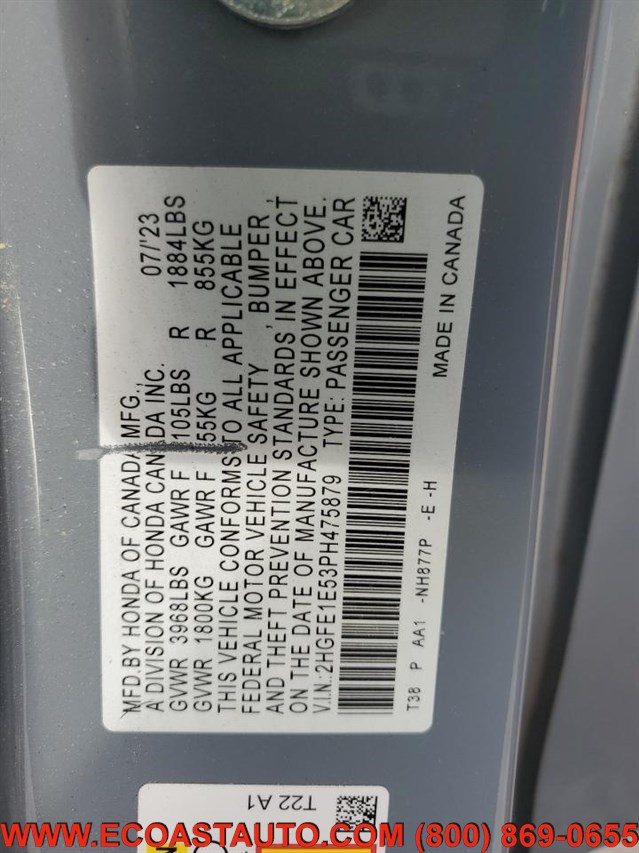 MFD.BY HONDA OF CANADA MFG., 07/'23
A DIVISION OF HONDA CANADA INC.
GVWR 3968LBS GAWR F 105LBS R 1884LBS
GVWR 1800KG GAWR F 55KG R 855KG
THIS VEHICLE CONFORMS TO ALL APPLICABLE
FEDERAL MOTOR VEHICLE SAFETY , BUMPER ,
AND THEFT PREVENTION STANDARDS IN EFFECT
ON THE DATE OF MANUFACTURE SHOWN ABOVE.
V.I.N.:2HGFE1E53PH475879 TYPE: PASSENGER CAR
T38 P AA1 -NH877P -E -H MADE IN CANADA
T22 A1
WWW.ECOASTAUTO.COM (800) 869-0655